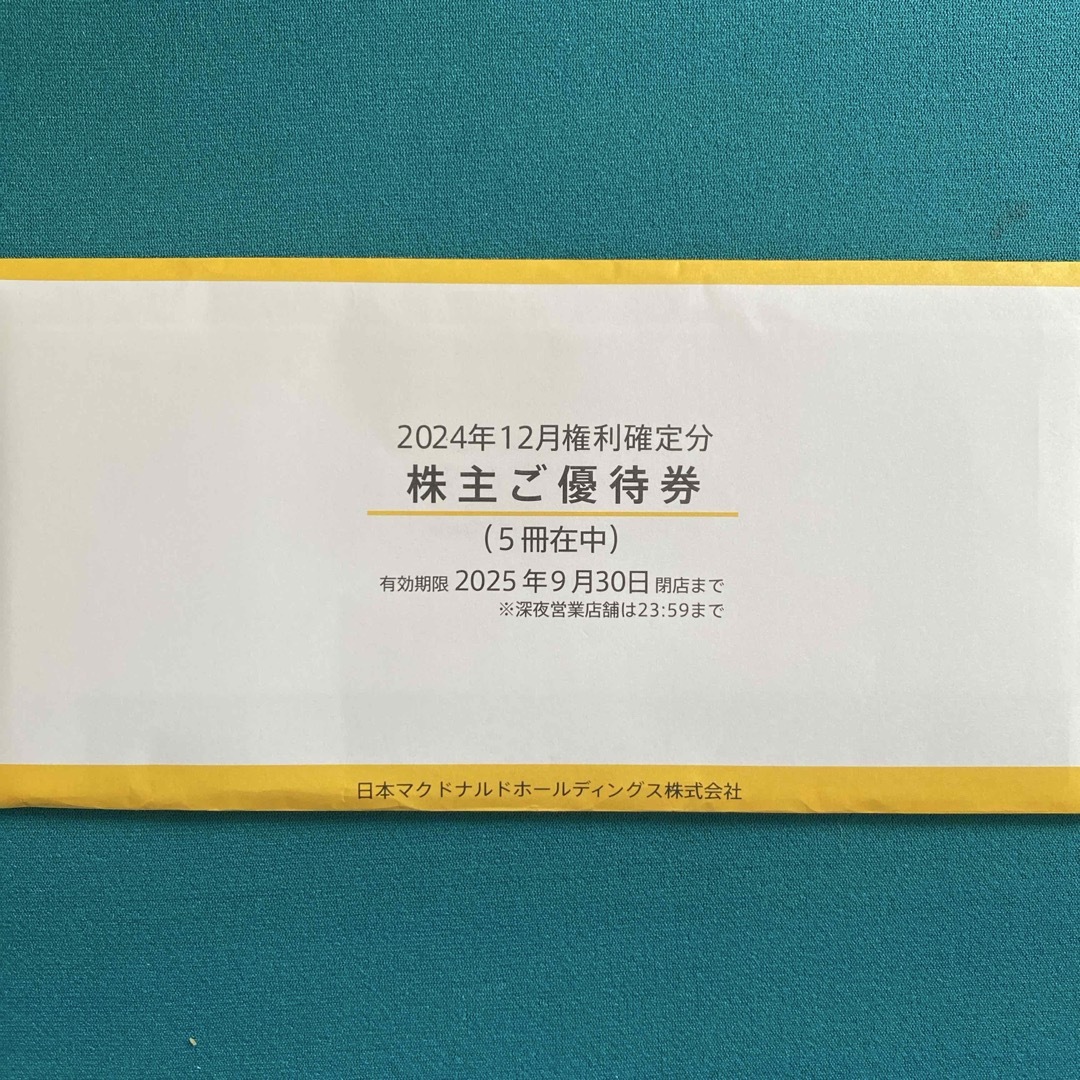 2024年12月権利確定分
株主ご優待券
（5冊在中）
有効期限 2025年9月30日 閉店まで
※深夜営業店舗は23:59まで
日本マクドナルドホールディングス株式会社